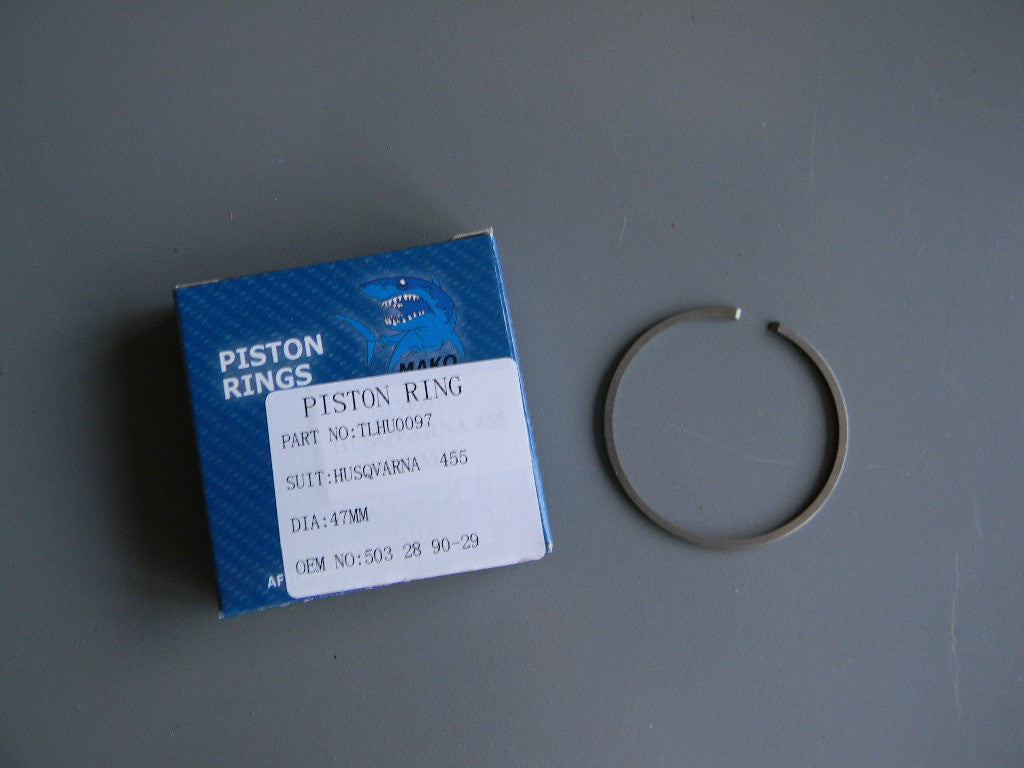 PISTON
RINGS
MAKO
PISTON RING
PART NO:TLHU0097
SUIT:HUSQVARNA 455
DIA:47MM
OEM NO:503 28 90-29